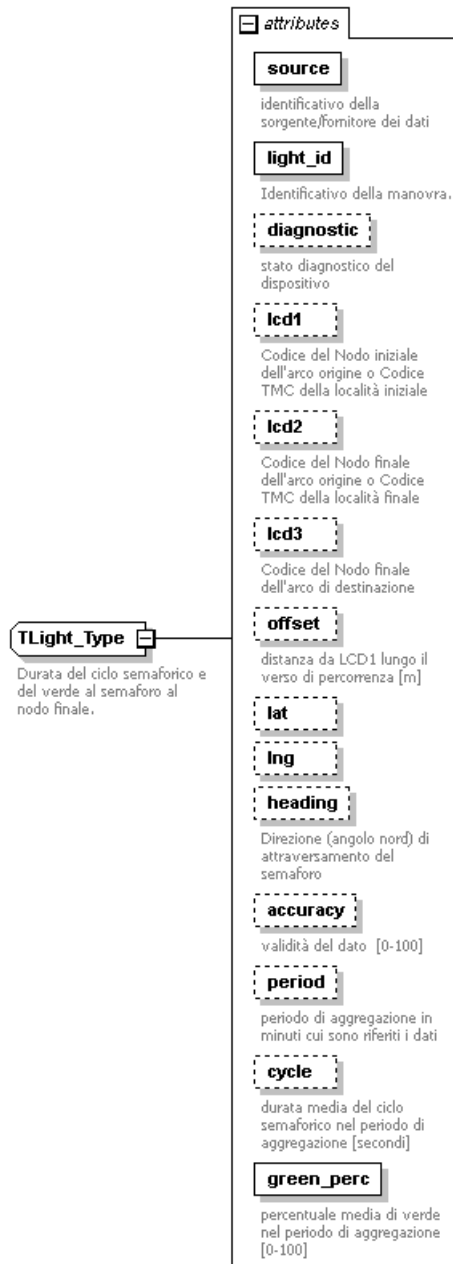 attributes
source
identificativo della
sorgente/fornitore dei dati
light_id
Identificativo della manovra.
diagnostic
stato diagnostico del
dispositivo
lcd1
Codice del Nodo iniziale
dell'arco origine o Codice
TMC della località iniziale
lcd2
Codice del Nodo finale
dell'arco origine o Codice
TMC della località finale
lcd3
Codice del Nodo finale
dell'arco di destinazione
TLight_Type
Durata del ciclo semaforico e
del verde al semaforo al
nodo finale.
offset
distanza da LCD1 lungo il
verso di percorrenza [m]
lat
lng
heading
Direzione (angolo nord) di
attraversamento del
semaforo
accuracy
validità del dato [0-100]
period
periodo di aggregazione in
minuti cui sono riferiti i dati
cycle
durata media del ciclo
semaforico nel periodo di
aggregazione [secondi]
green_perc
percentuale media di verde
nel periodo di aggregazione
[0-100]